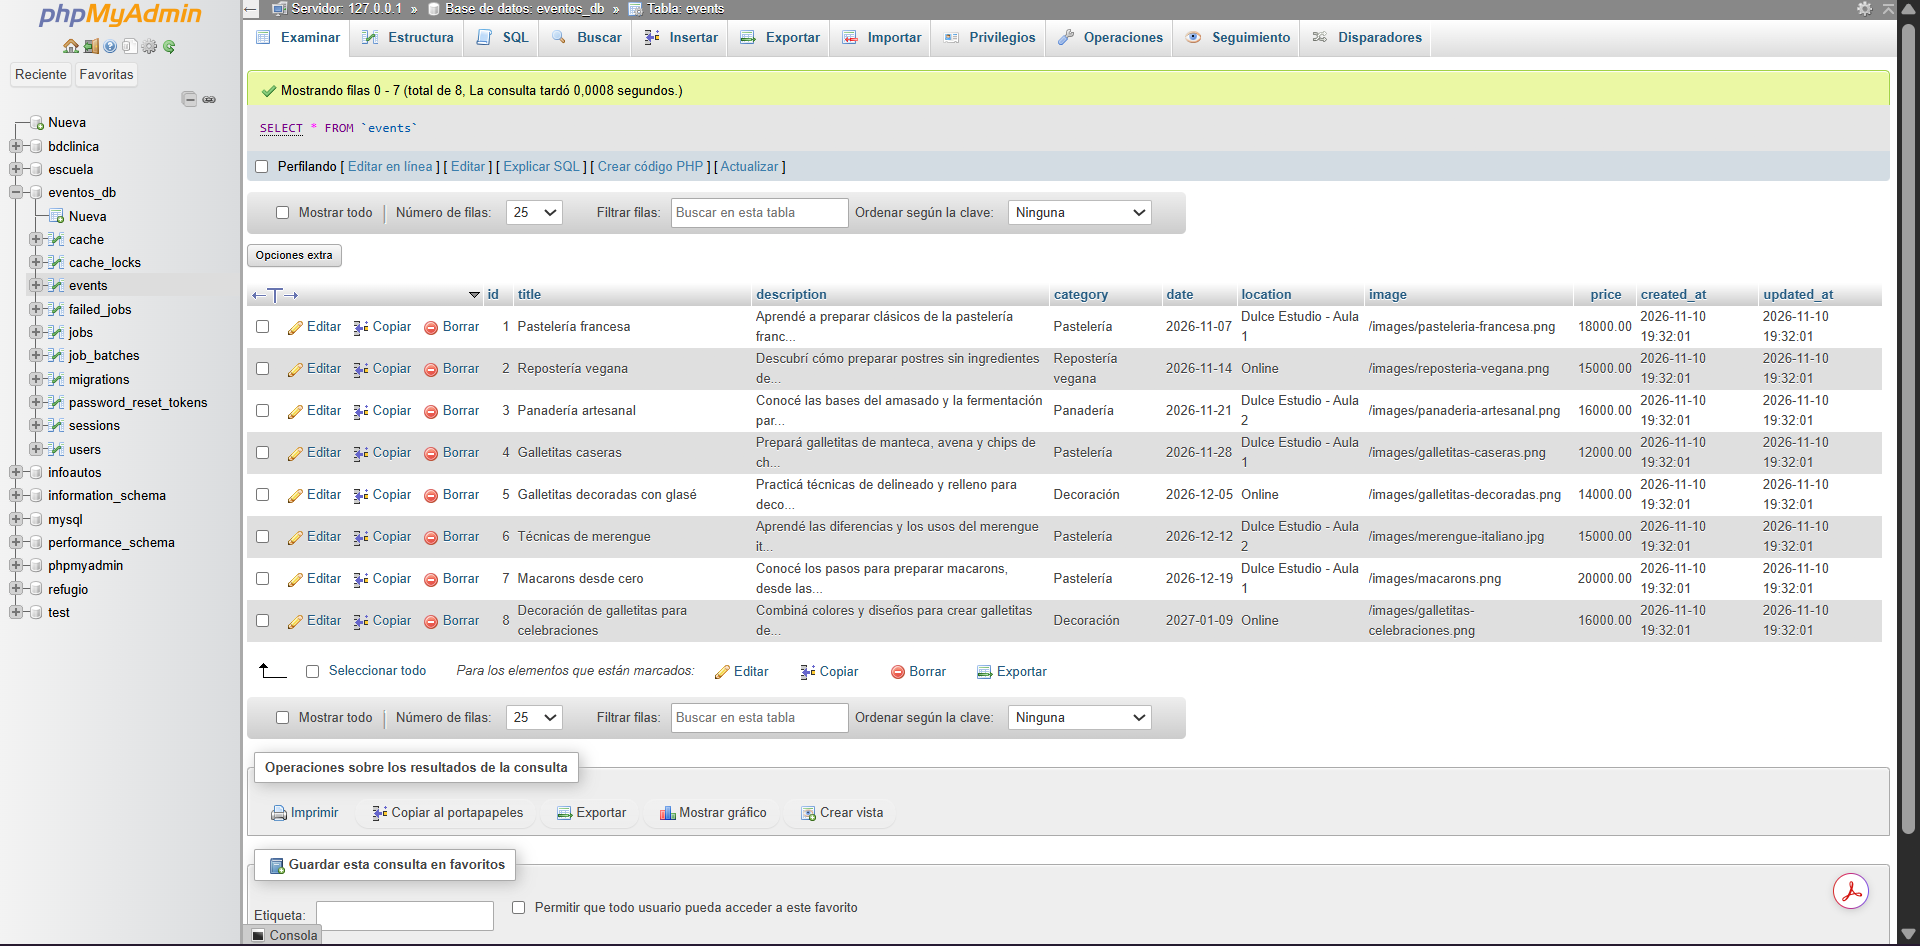 phpMyAdmin
Reciente Favoritas
Nueva
bdclinica
escuela
eventos_db
Nueva
cache
cache_locks
events
failed_jobs
jobs
job_batches
migrations
password_reset_tokens
sessions
users
infoautos
information_schema
mysql
performance_schema
phpmyadmin
refugio
test
Servidor: 127.0.0.1 » Base de datos: eventos_db » Tabla: events
Examinar Estructura SQL Buscar Insertar Exportar Importar Privilegios Operaciones Seguimiento Disparadores
Mostrando filas 0 - 7 (total de 8, La consulta tardó 0,0008 segundos.)
SELECT * FROM `events`
Perfilando [ Editar en línea ] [ Editar ] [ Explicar SQL ] [ Crear código PHP ] [ Actualizar ]
Mostrar todo | Número de filas: 25 Filtrar filas: Buscar en esta tabla Ordenar según la clave: Ninguna
Opciones extra
←T→ id title description category date location image price created_at updated_at
Editar Copiar Borrar 1 Pastelería francesa Aprendé a preparar clásicos de la pastelería franc... Pastelería 2026-11-07 Dulce Estudio - Aula 1 /images/pasteleria-francesa.png 18000.00 2026-11-10 19:32:01 2026-11-10 19:32:01
Editar Copiar Borrar 2 Repostería vegana Descubrí cómo preparar postres sin ingredientes de... Repostería vegana 2026-11-14 Online /images/reposteria-vegana.png 15000.00 2026-11-10 19:32:01 2026-11-10 19:32:01
Editar Copiar Borrar 3 Panadería artesanal Conocé las bases del amasado y la fermentación par... Panadería 2026-11-21 Dulce Estudio - Aula 2 /images/panaderia-artesanal.png 16000.00 2026-11-10 19:32:01 2026-11-10 19:32:01
Editar Copiar Borrar 4 Galletitas caseras Prepará galletitas de manteca, avena y chips de ch... Pastelería 2026-11-28 Dulce Estudio - Aula 1 /images/galletitas-caseras.png 12000.00 2026-11-10 19:32:01 2026-11-10 19:32:01
Editar Copiar Borrar 5 Galletitas decoradas con glasé Practicá técnicas de delineado y relleno para deco... Decoración 2026-12-05 Online /images/galletitas-decoradas.png 14000.00 2026-11-10 19:32:01 2026-11-10 19:32:01
Editar Copiar Borrar 6 Técnicas de merengue Aprendé las diferencias y los usos del merengue it... Pastelería 2026-12-12 Dulce Estudio - Aula 2 /images/merengue-italiano.jpg 15000.00 2026-11-10 19:32:01 2026-11-10 19:32:01
Editar Copiar Borrar 7 Macarons desde cero Conocé los pasos para preparar macarons, desde las... Pastelería 2026-12-19 Dulce Estudio - Aula 1 /images/macarons.png 20000.00 2026-11-10 19:32:01 2026-11-10 19:32:01
Editar Copiar Borrar 8 Decoración de galletitas para celebraciones Combiná colores y diseños para crear galletitas de... Decoración 2027-01-09 Online /images/galletitas-celebraciones.png 16000.00 2026-11-10 19:32:01 2026-11-10 19:32:01
Seleccionar todo Para los elementos que están marcados: Editar Copiar Borrar Exportar
Mostrar todo | Número de filas: 25 Filtrar filas: Buscar en esta tabla Ordenar según la clave: Ninguna
Operaciones sobre los resultados de la consulta
Imprimir Copiar al portapapeles Exportar Mostrar gráfico Crear vista
Guardar esta consulta en favoritos
Etiqueta: Permitir que todo usuario pueda acceder a este favorito
Consola